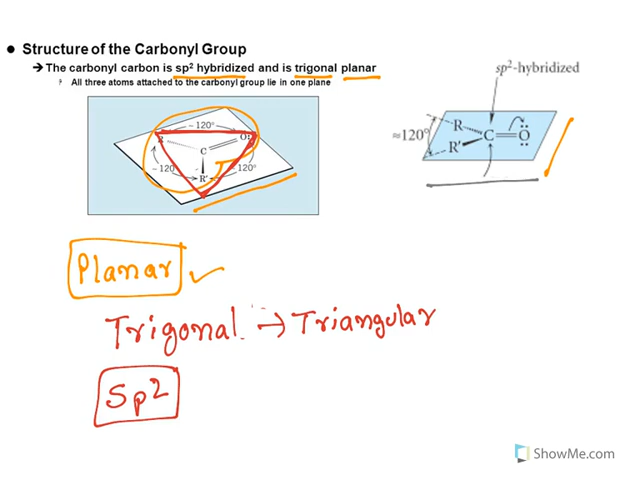 ● Structure of the Carbonyl Group
➔ The carbonyl carbon is sp2 hybridized and is trigonal planar
? All three atoms attached to the carbonyl group lie in one plane
sp²-hybridized
~120°
R
O:
C
~120
R'
120°
≈120°
R
C
O
R'
Planar ✓
Trigonal. → Triangular
Sp2
ShowMe.com